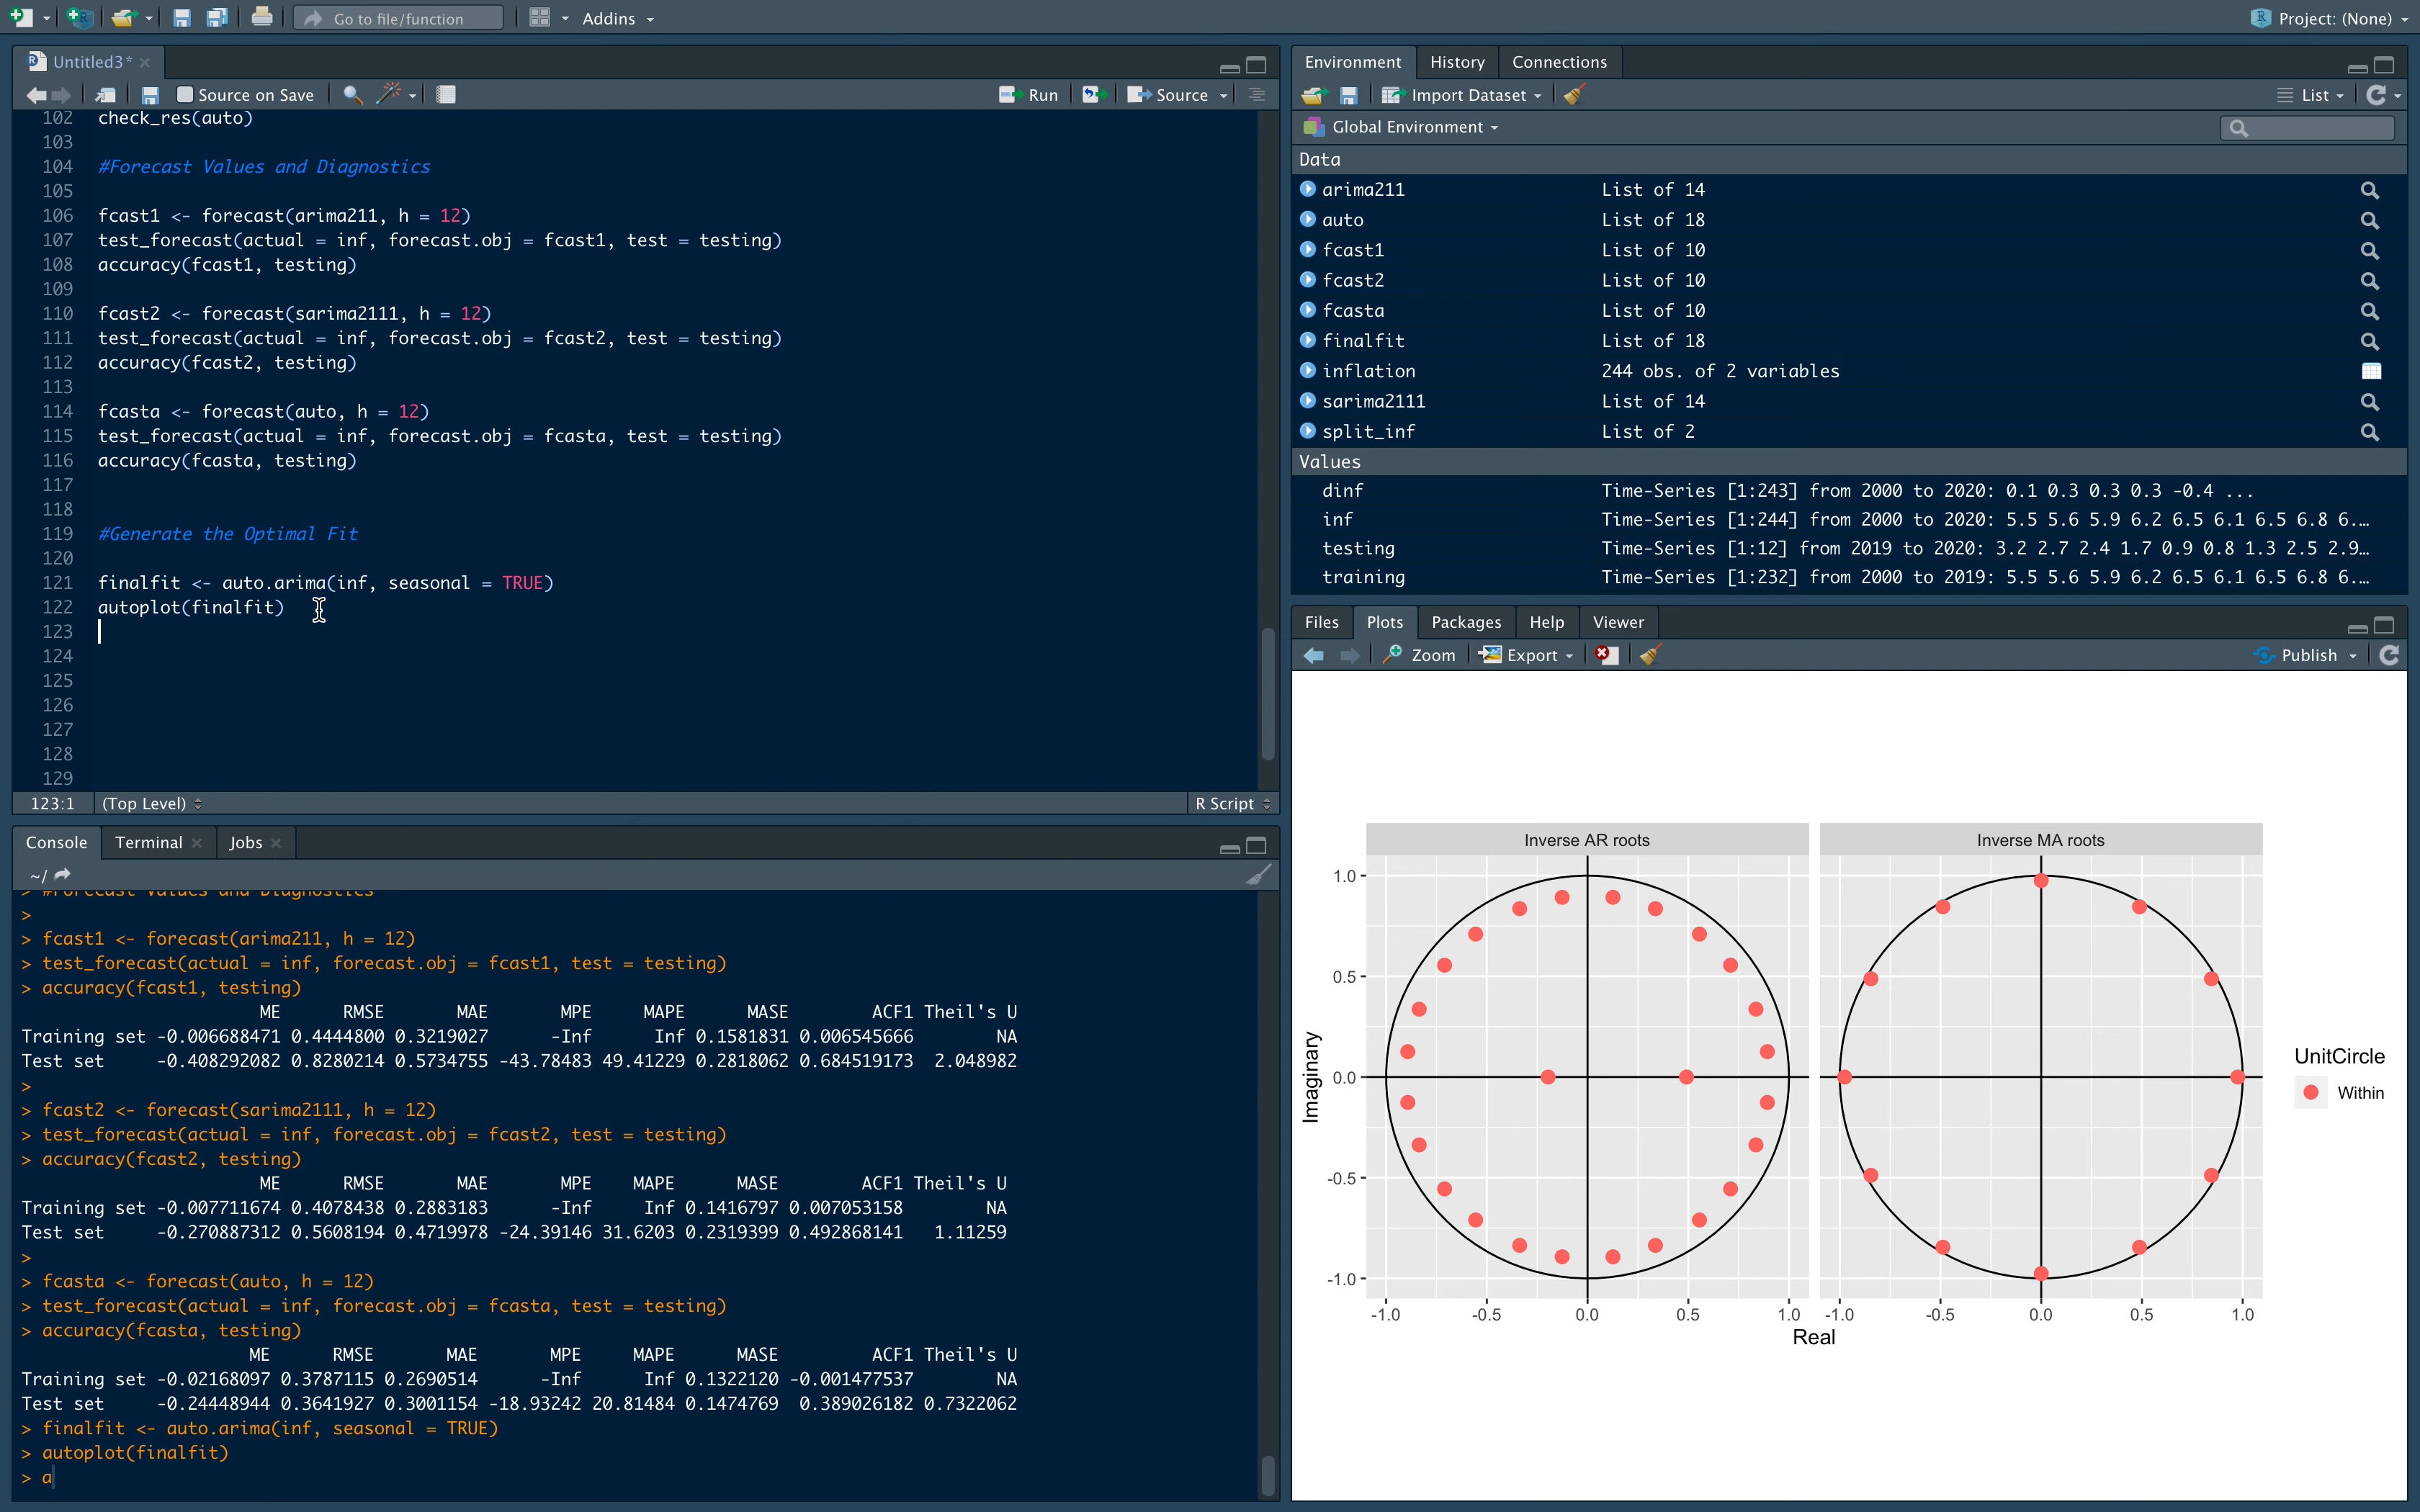 Go to file/function
Addins
Project: (None)
Untitled3*
Source on Save
Run
Source
102 check_res(auto)
103
104 #Forecast Values and Diagnostics
105
106 fcast1 <- forecast(arima211, h = 12)
107 test_forecast(actual = inf, forecast.obj = fcast1, test = testing)
108 accuracy(fcast1, testing)
109
110 fcast2 <- forecast(sarima2111, h = 12)
111 test_forecast(actual = inf, forecast.obj = fcast2, test = testing)
112 accuracy(fcast2, testing)
113
114 fcasta <- forecast(auto, h = 12)
115 test_forecast(actual = inf, forecast.obj = fcasta, test = testing)
116 accuracy(fcasta, testing)
117
118
119 #Generate the Optimal Fit
120
121 finalfit <- auto.arima(inf, seasonal = TRUE)
122 autoplot(finalfit)
123
124
125
126
127
128
129
123:1 (Top Level) R Script
Console Terminal Jobs
~/
> #Forecast Values and Diagnostics
>
> fcast1 <- forecast(arima211, h = 12)
> test_forecast(actual = inf, forecast.obj = fcast1, test = testing)
> accuracy(fcast1, testing)
ME RMSE MAE MPE MAPE MASE ACF1 Theil's U
Training set -0.006688471 0.4444800 0.3219027 -Inf Inf 0.1581831 0.006545666 NA
Test set -0.408292082 0.8280214 0.5734755 -43.78483 49.41229 0.2818062 0.684519173 2.048982
>
> fcast2 <- forecast(sarima2111, h = 12)
> test_forecast(actual = inf, forecast.obj = fcast2, test = testing)
> accuracy(fcast2, testing)
ME RMSE MAE MPE MAPE MASE ACF1 Theil's U
Training set -0.007711674 0.4078438 0.2883183 -Inf Inf 0.1416797 0.007053158 NA
Test set -0.270887312 0.5608194 0.4719978 -24.39146 31.6203 0.2319399 0.492868141 1.11259
>
> fcasta <- forecast(auto, h = 12)
> test_forecast(actual = inf, forecast.obj = fcasta, test = testing)
> accuracy(fcasta, testing)
ME RMSE MAE MPE MAPE MASE ACF1 Theil's U
Training set -0.02168097 0.3787115 0.2690514 -Inf Inf 0.1322120 -0.001477537 NA
Test set -0.24448944 0.3641927 0.3001154 -18.93242 20.81484 0.1474769 0.389026182 0.7322062
> finalfit <- auto.arima(inf, seasonal = TRUE)
> autoplot(finalfit)
> a
Environment History Connections
Import Dataset
List
Global Environment
Data
arima211 List of 14
auto List of 18
fcast1 List of 10
fcast2 List of 10
fcasta List of 10
finalfit List of 18
inflation 244 obs. of 2 variables
sarima2111 List of 14
split_inf List of 2
Values
dinf Time-Series [1:243] from 2000 to 2020: 0.1 0.3 0.3 0.3 -0.4 ...
inf Time-Series [1:244] from 2000 to 2020: 5.5 5.6 5.9 6.2 6.5 6.1 6.5 6.8 6.…
testing Time-Series [1:12] from 2019 to 2020: 3.2 2.7 2.4 1.7 0.9 0.8 1.3 2.5 2.9…
training Time-Series [1:232] from 2000 to 2019: 5.5 5.6 5.9 6.2 6.5 6.1 6.5 6.8 6.…
Files Plots Packages Help Viewer
Zoom Export Publish
Inverse AR roots Inverse MA roots
1.0
0.5
0.0
-0.5
-1.0
Imaginary
-1.0 -0.5 0.0 0.5 1.0 -1.0 -0.5 0.0 0.5 1.0
Real
UnitCircle
Within